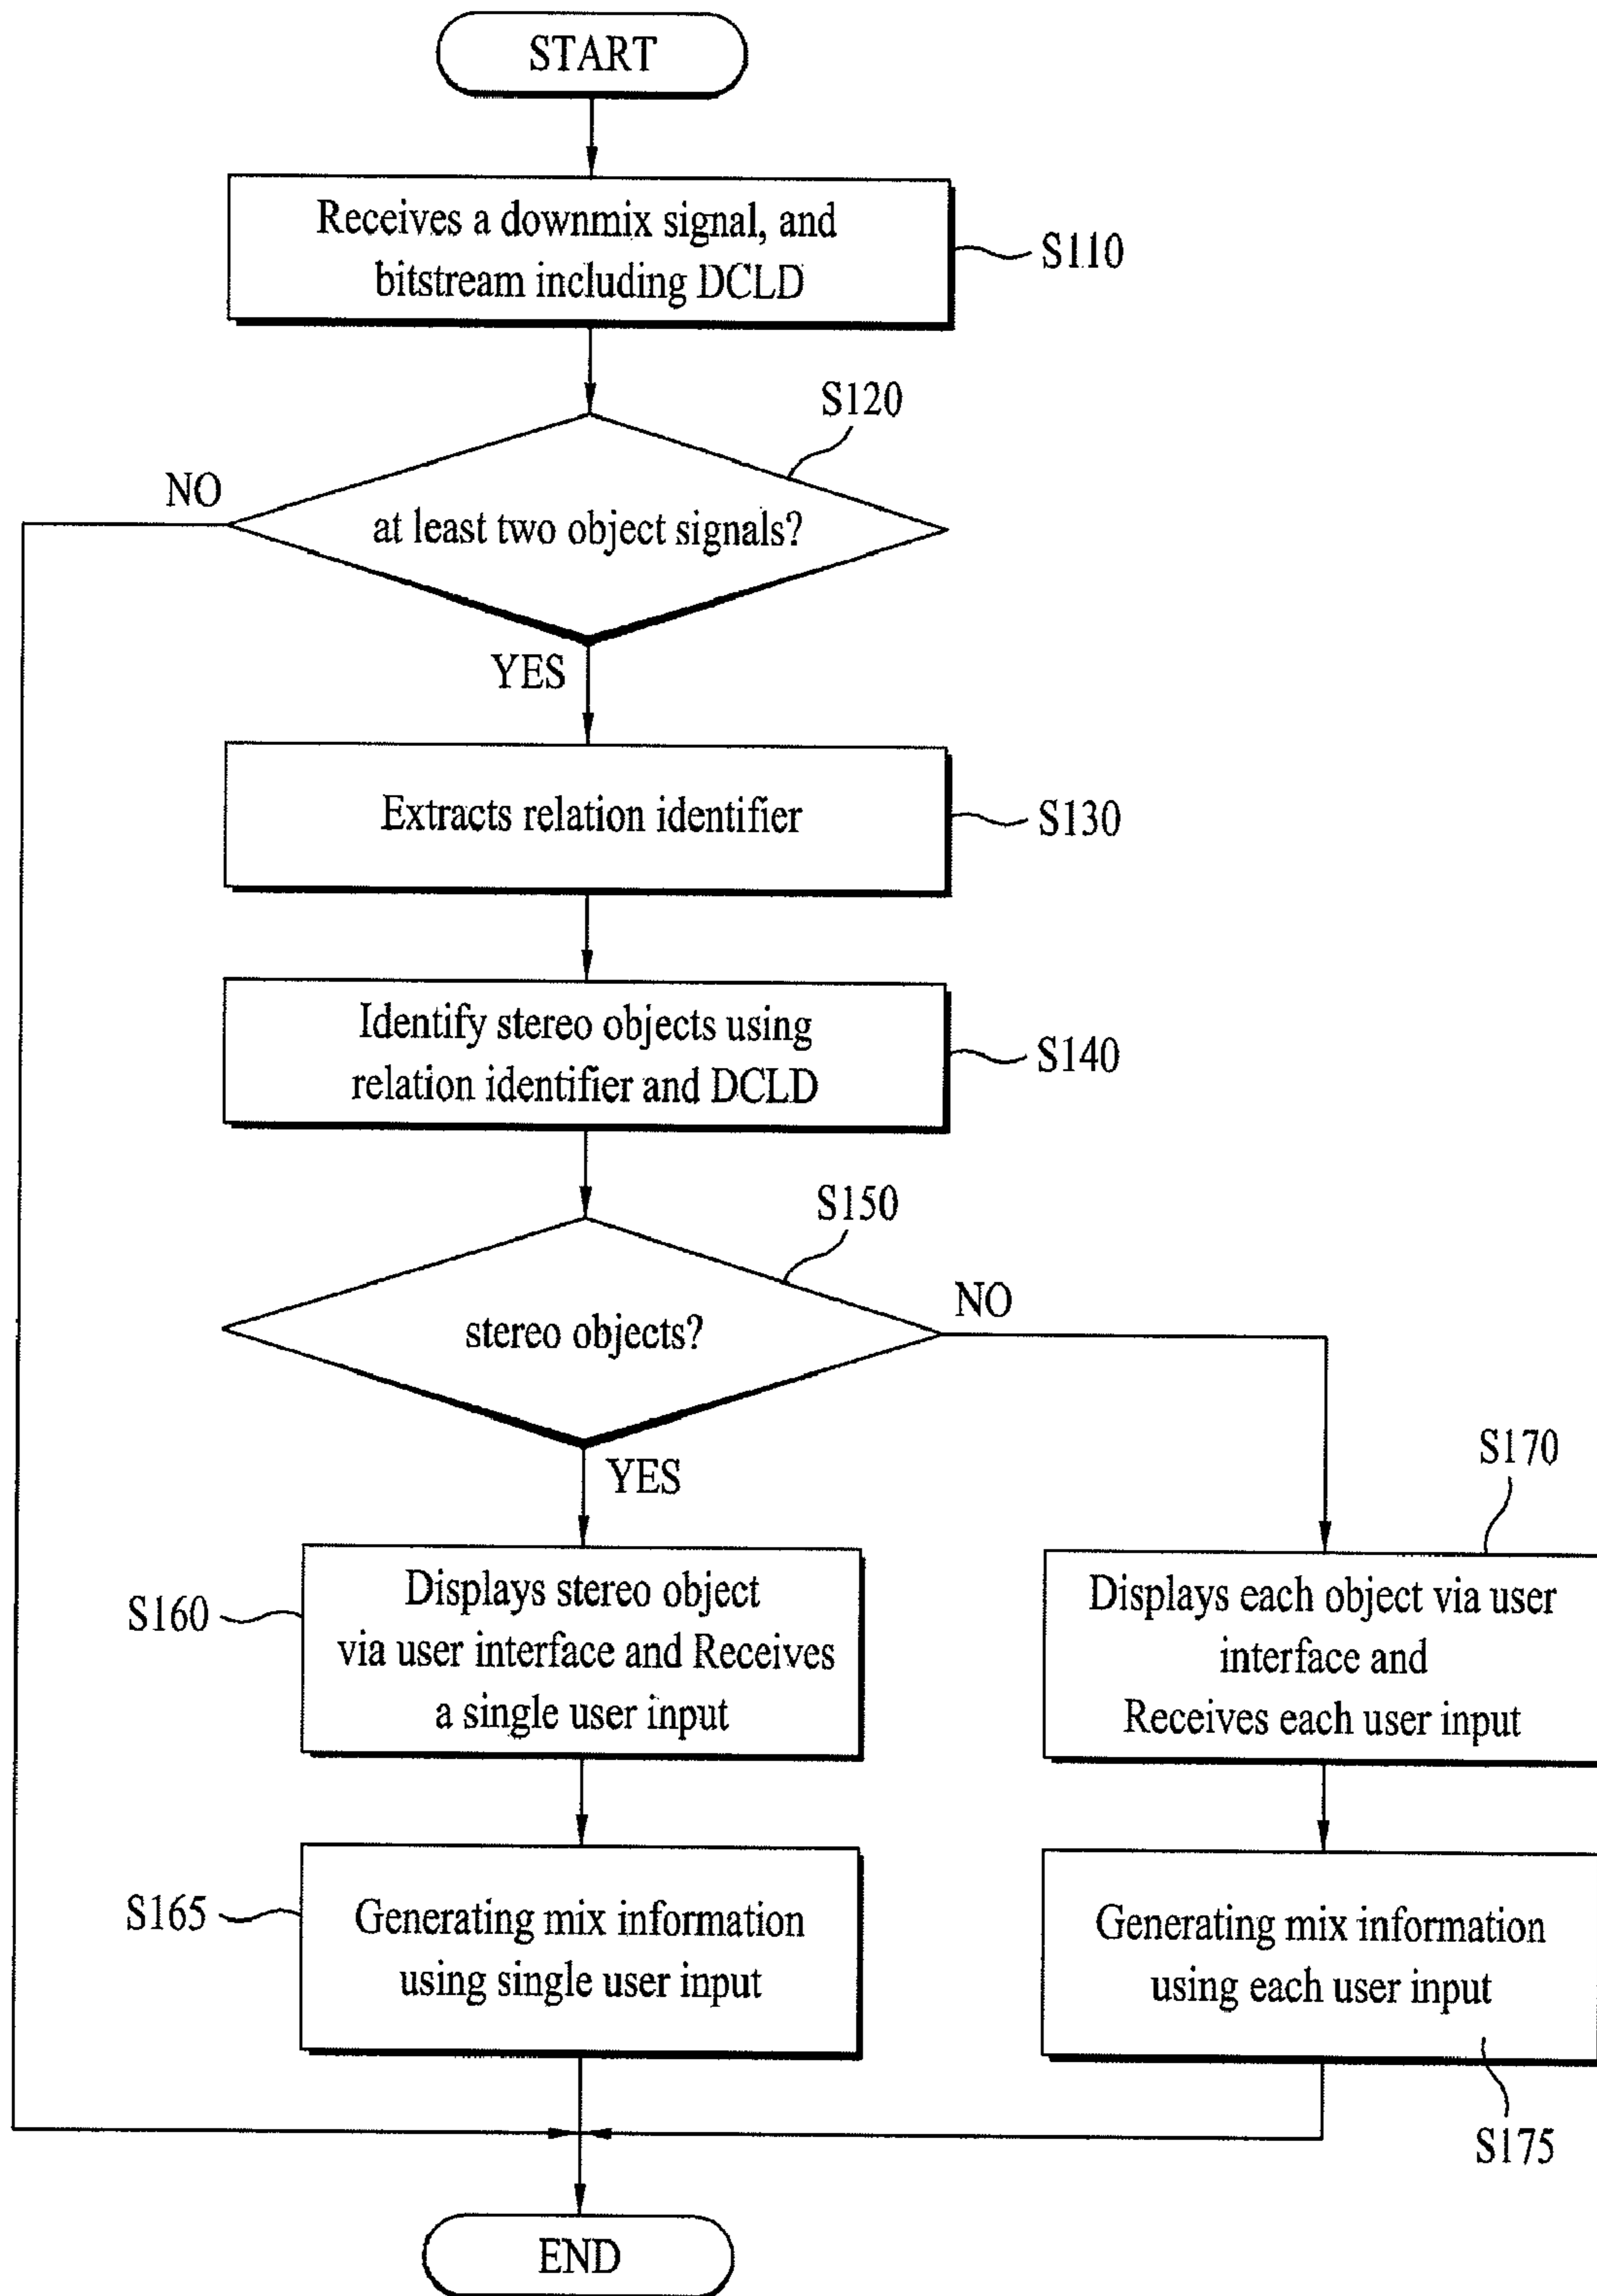 START
Receives a downmix signal, and
bitstream including DCLD
S110
S120
NO
at least two object signals?
YES
Extracts relation identifier
S130
Identify stereo objects using
relation identifier and DCLD
S140
S150
NO
stereo objects?
YES
S170
S160
Displays stereo object
via user interface and Receives
a single user input
Displays each object via user
interface and
Receives each user input
S165
Generating mix information
using single user input
Generating mix information
using each user input
S175
END